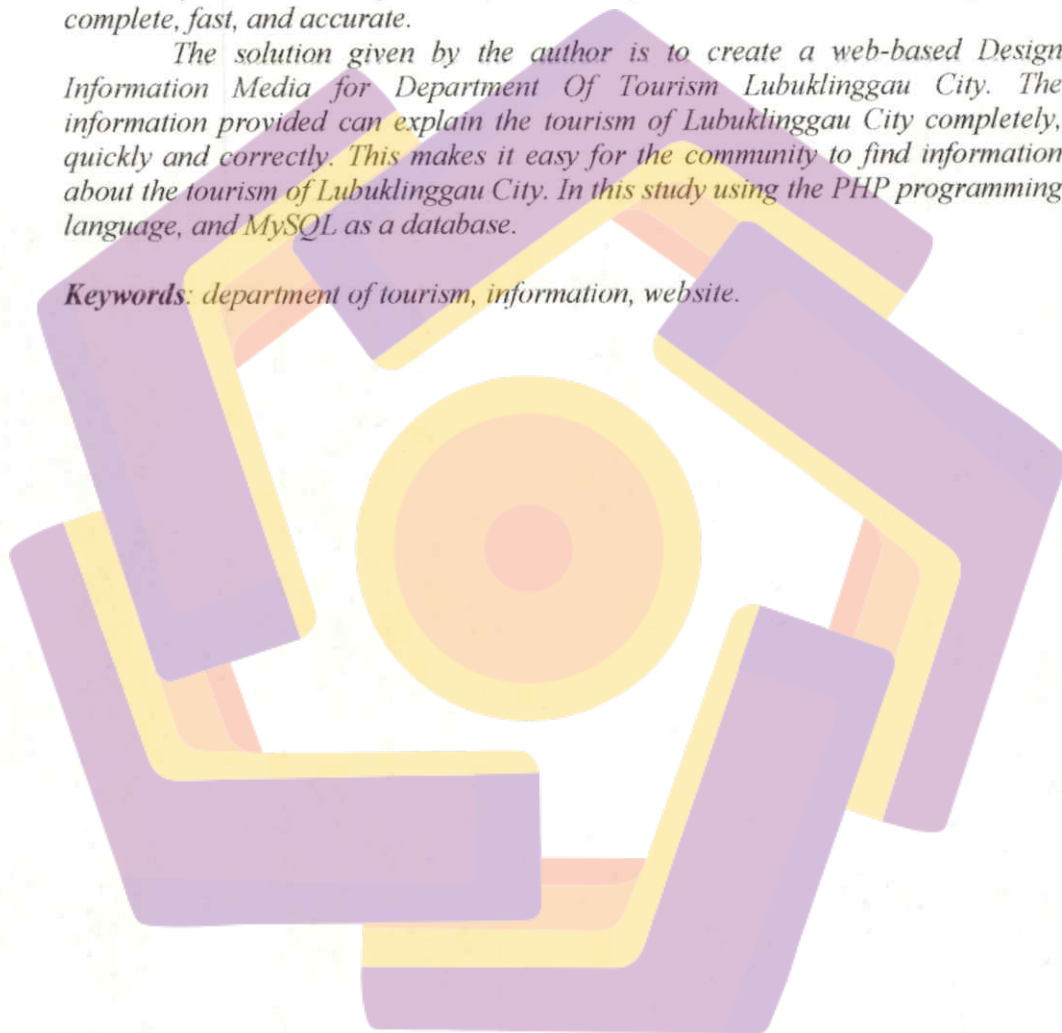 complete, fast, and accurate.
The solution given by the author is to create a web-based Design
Information Media for Department Of Tourism Lubuklinggau City. The
information provided can explain the tourism of Lubuklinggau City completely,
quickly and correctly. This makes it easy for the community to find information
about the tourism of Lubuklinggau City. In this study using the PHP programming
language, and MySQL as a database.
Keywords: department of tourism, information, website.